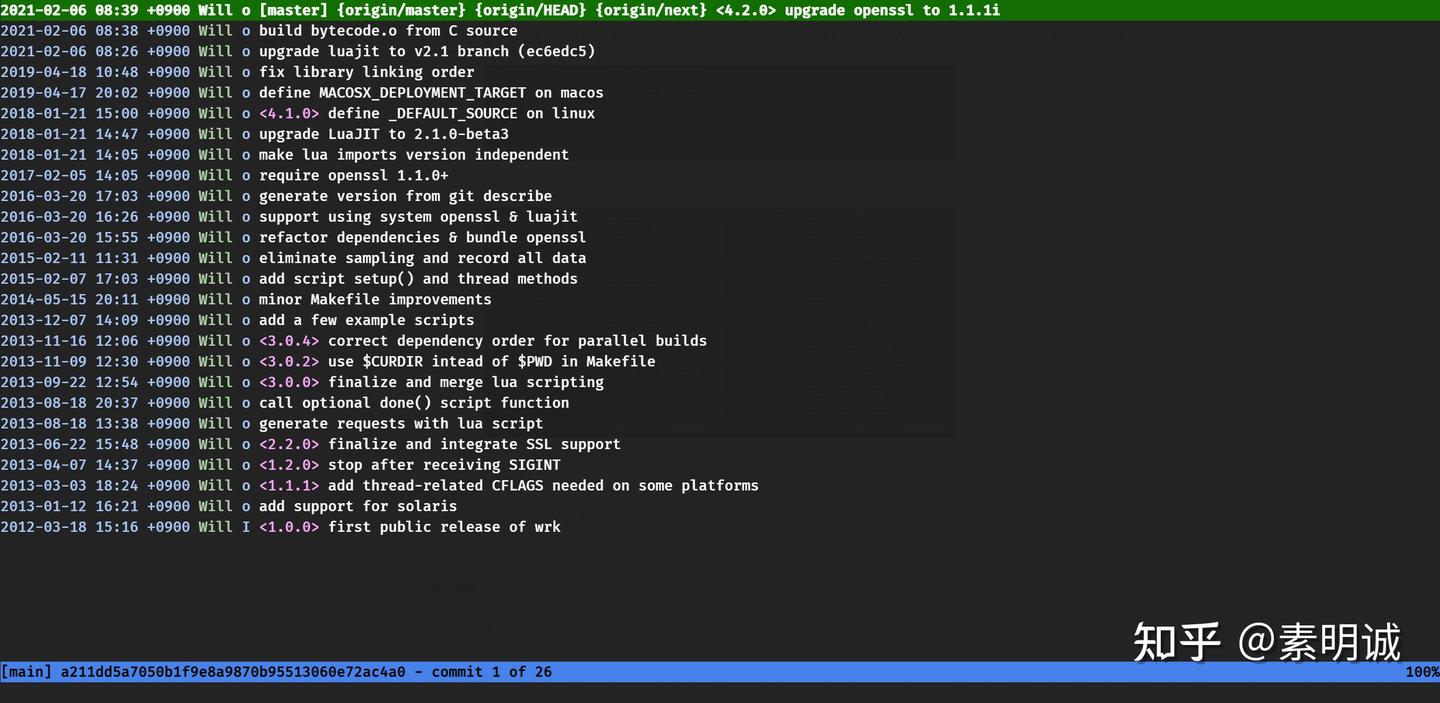 2021-02-06 08:39 +0900 Will o [master] {origin/master} {origin/HEAD} {origin/next} <4.2.0> upgrade openssl to 1.1.1i
2021-02-06 08:38 +0900 Will o build bytecode.o from C source
2021-02-06 08:26 +0900 Will o upgrade luajit to v2.1 branch (ec6edc5)
2019-04-18 10:48 +0900 Will o fix library linking order
2019-04-17 20:02 +0900 Will o define MACOSX_DEPLOYMENT_TARGET on macos
2018-01-21 15:00 +0900 Will o <4.1.0> define _DEFAULT_SOURCE on linux
2018-01-21 14:47 +0900 Will o upgrade LuaJIT to 2.1.0-beta3
2018-01-21 14:05 +0900 Will o make lua imports version independent
2017-02-05 14:05 +0900 Will o require openssl 1.1.0+
2016-03-20 17:03 +0900 Will o generate version from git describe
2016-03-20 16:26 +0900 Will o support using system openssl & luajit
2016-03-20 15:55 +0900 Will o refactor dependencies & bundle openssl
2015-02-11 11:31 +0900 Will o eliminate sampling and record all data
2015-02-07 17:03 +0900 Will o add script setup() and thread methods
2014-05-15 20:11 +0900 Will o minor Makefile improvements
2013-12-07 14:09 +0900 Will o add a few example scripts
2013-11-16 12:06 +0900 Will o <3.0.4> correct dependency order for parallel builds
2013-11-09 12:30 +0900 Will o <3.0.2> use $CURDIR intead of $PWD in Makefile
2013-09-22 12:54 +0900 Will o <3.0.0> finalize and merge lua scripting
2013-08-18 20:37 +0900 Will o call optional done() script function
2013-08-18 13:38 +0900 Will o generate requests with lua script
2013-06-22 15:48 +0900 Will o <2.2.0> finalize and integrate SSL support
2013-04-07 14:37 +0900 Will o <1.2.0> stop after receiving SIGINT
2013-03-03 18:24 +0900 Will o <1.1.1> add thread-related CFLAGS needed on some platforms
2013-01-12 16:21 +0900 Will o add support for solaris
2012-03-18 15:16 +0900 Will I <1.0.0> first public release of wrk
知乎 @素明诚
[main] a211dd5a7050b1f9e8a9870b95513060e72ac4a0 - commit 1 of 26 100%